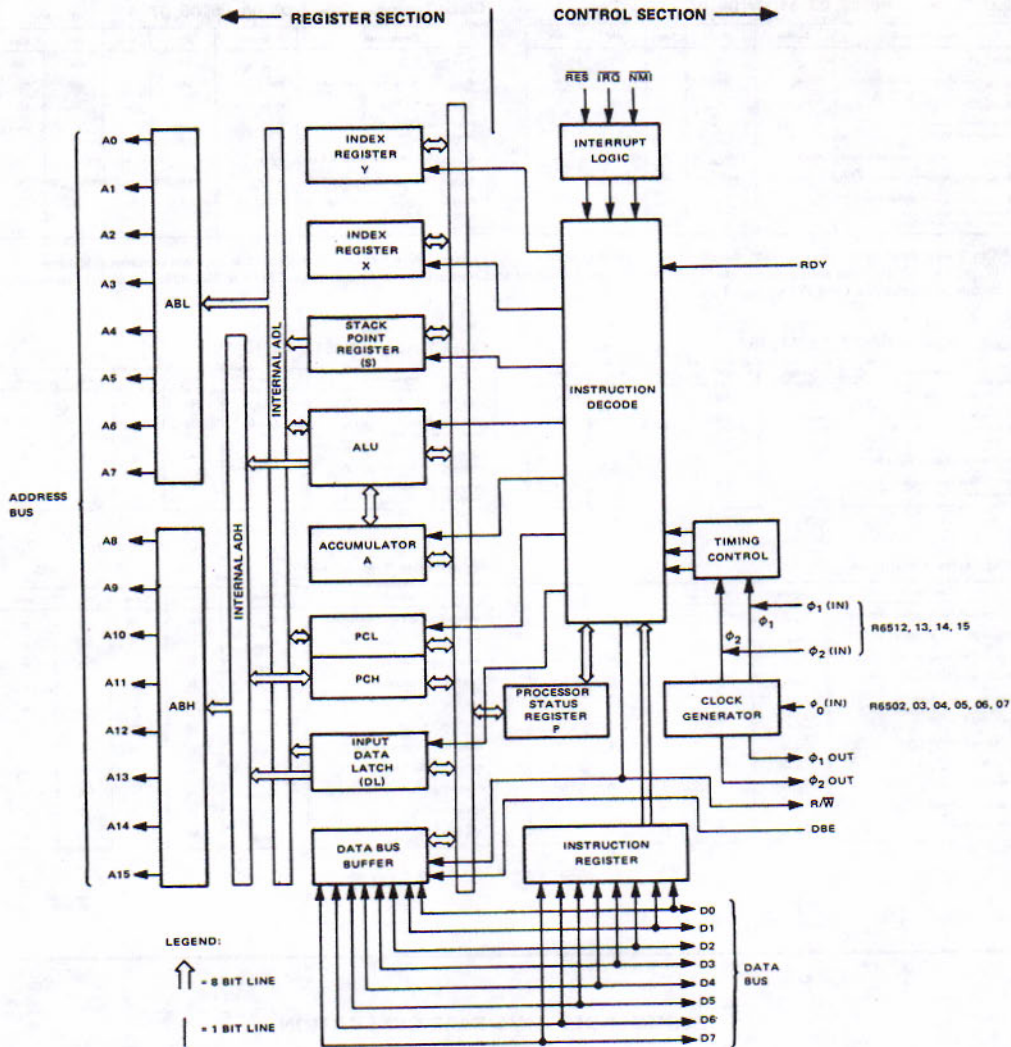 REGISTER SECTION
CONTROL SECTION
RES IRQ NMI
INTERRUPT
LOGIC
A0
A1
A2
A3
A4
A5
A6
A7
A8
A9
A10
A11
A12
A13
A14
A15
ADDRESS
BUS
ABL
ABH
INTERNAL ADL
INTERNAL ADH
INDEX
REGISTER
Y
INDEX
REGISTER
X
STACK
POINT
REGISTER
(S)
ALU
ACCUMULATOR
A
PCL
PCH
INPUT
DATA
LATCH
(DL)
DATA BUS
BUFFER
INSTRUCTION
DECODE
RDY
TIMING
CONTROL
ϕ1 (IN)
ϕ1
ϕ2
ϕ2 (IN)
R6512, 13, 14, 15
PROCESSOR
STATUS
REGISTER
P
CLOCK
GENERATOR
ϕ0 (IN)
R6502, 03, 04, 05, 06, 07
ϕ1 OUT
ϕ2 OUT
R/W̅
DBE
INSTRUCTION
REGISTER
D0
D1
D2
D3
D4
D5
D6
D7
DATA
BUS
LEGEND:
= 8 BIT LINE
= 1 BIT LINE